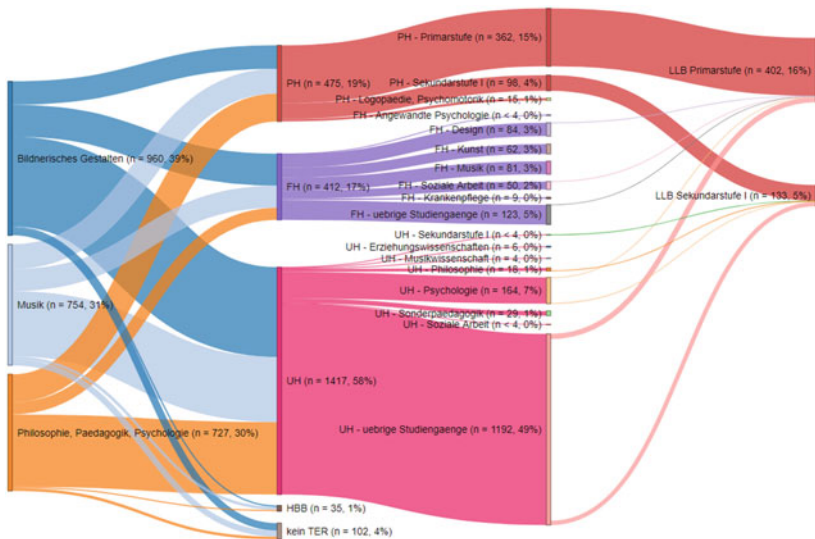 Bildnerisches Gestalten (n = 960, 39%)
Musik (n = 754, 31%)
Philosophie, Paedagogik, Psychologie (n = 727, 30%)
PH (n = 475, 19%)
FH (n = 412, 17%)
UH (n = 1417, 58%)
HBB (n = 35, 1%)
kein TER (n = 102, 4%)
PH - Primarstufe (n = 362, 15%)
PH - Sekundarstufe I (n = 98, 4%)
PH - Logopaedie, Psychomotorik (n = 15, 1%)
FH - Angewandte Psychologie (n < 4, 0%)
FH - Design (n = 84, 3%)
FH - Kunst (n = 62, 3%)
FH - Musik (n = 81, 3%)
FH - Soziale Arbeit (n = 50, 2%)
FH - Krankenpflege (n = 9, 0%)
FH - uebrige Studiengaenge (n = 123, 5%)
UH - Sekundarstufe I (n < 4, 0%)
UH - Erziehungswissenschaften (n = 6, 0%)
UH - Musikwissenschaft (n = 4, 0%)
UH - Philosophie (n = 18, 1%)
UH - Psychologie (n = 164, 7%)
UH - Sonderpaedagogik (n = 29, 1%)
UH - Soziale Arbeit (n < 4, 0%)
UH - uebrige Studiengaenge (n = 1192, 49%)
LLB Primarstufe (n = 402, 16%)
LLB Sekundarstufe I (n = 133, 5%)